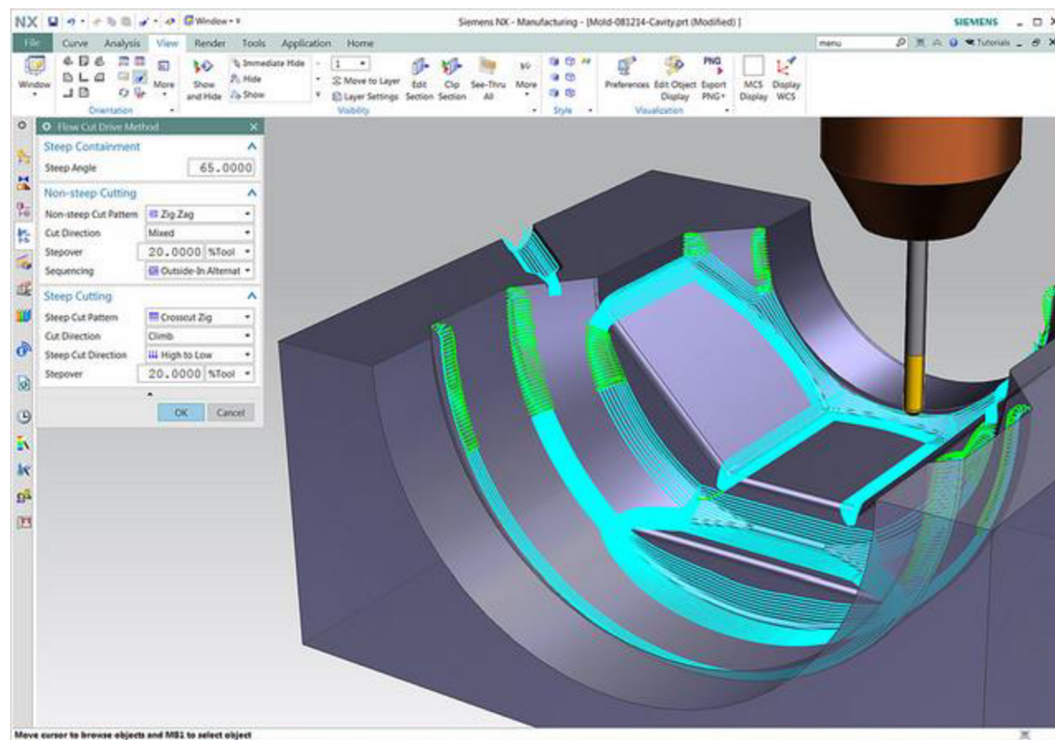 NX Window Siemens NX - Manufacturing - [Mold-081214-Cavity.prt (Modified) ] SIEMENS
File Curve Analysis View Render Tools Application Home menu Tutorials
Window More Show and Hide Immediate Hide Hide Show 1 Move to Layer Layer Settings Edit Section Clip Section See-Thru All More Preferences Edit Object Display PNG Export PNG MCS Display Display WCS
Orientation Visibility Style Visualization
Flow Cut Drive Method
Steep Containment
Steep Angle 65.0000
Non-steep Cutting
Non-steep Cut Pattern Zig Zag
Cut Direction Mixed
Stepover 20.0000 %Tool
Sequencing Outside-In Alternat
Steep Cutting
Steep Cut Pattern Crosscut Zig
Cut Direction Climb
Steep Cut Direction High to Low
Stepover 20.0000 %Tool
OK Cancel
Move cursor to browse objects and MB1 to select object